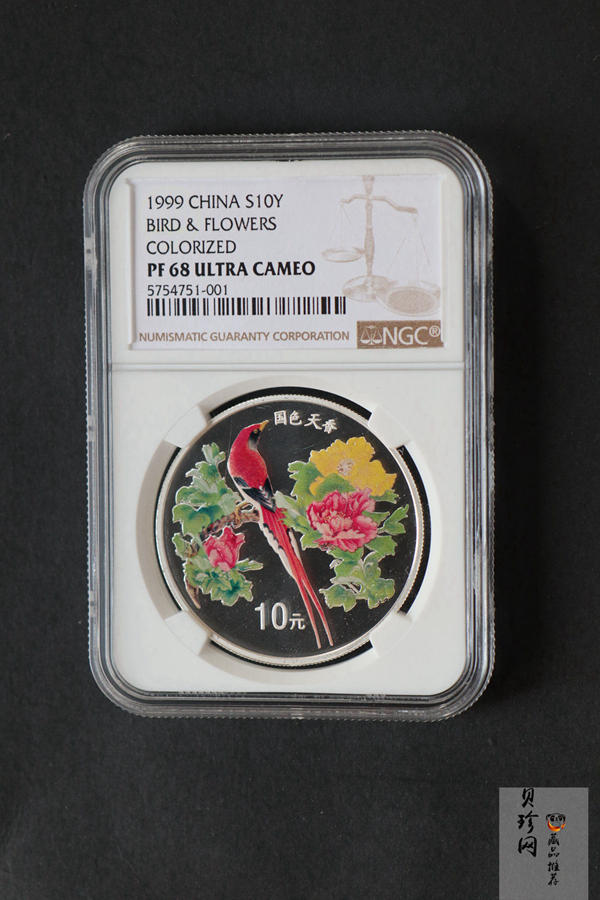 1999 CHINA S10Y
BIRD & FLOWERS
COLORIZED
PF 68 ULTRA CAMEO
5754751-001
NUMISMATIC GUARANTY CORPORATION
NGC®
国色天香
10元
贝珍网
藏品推荐